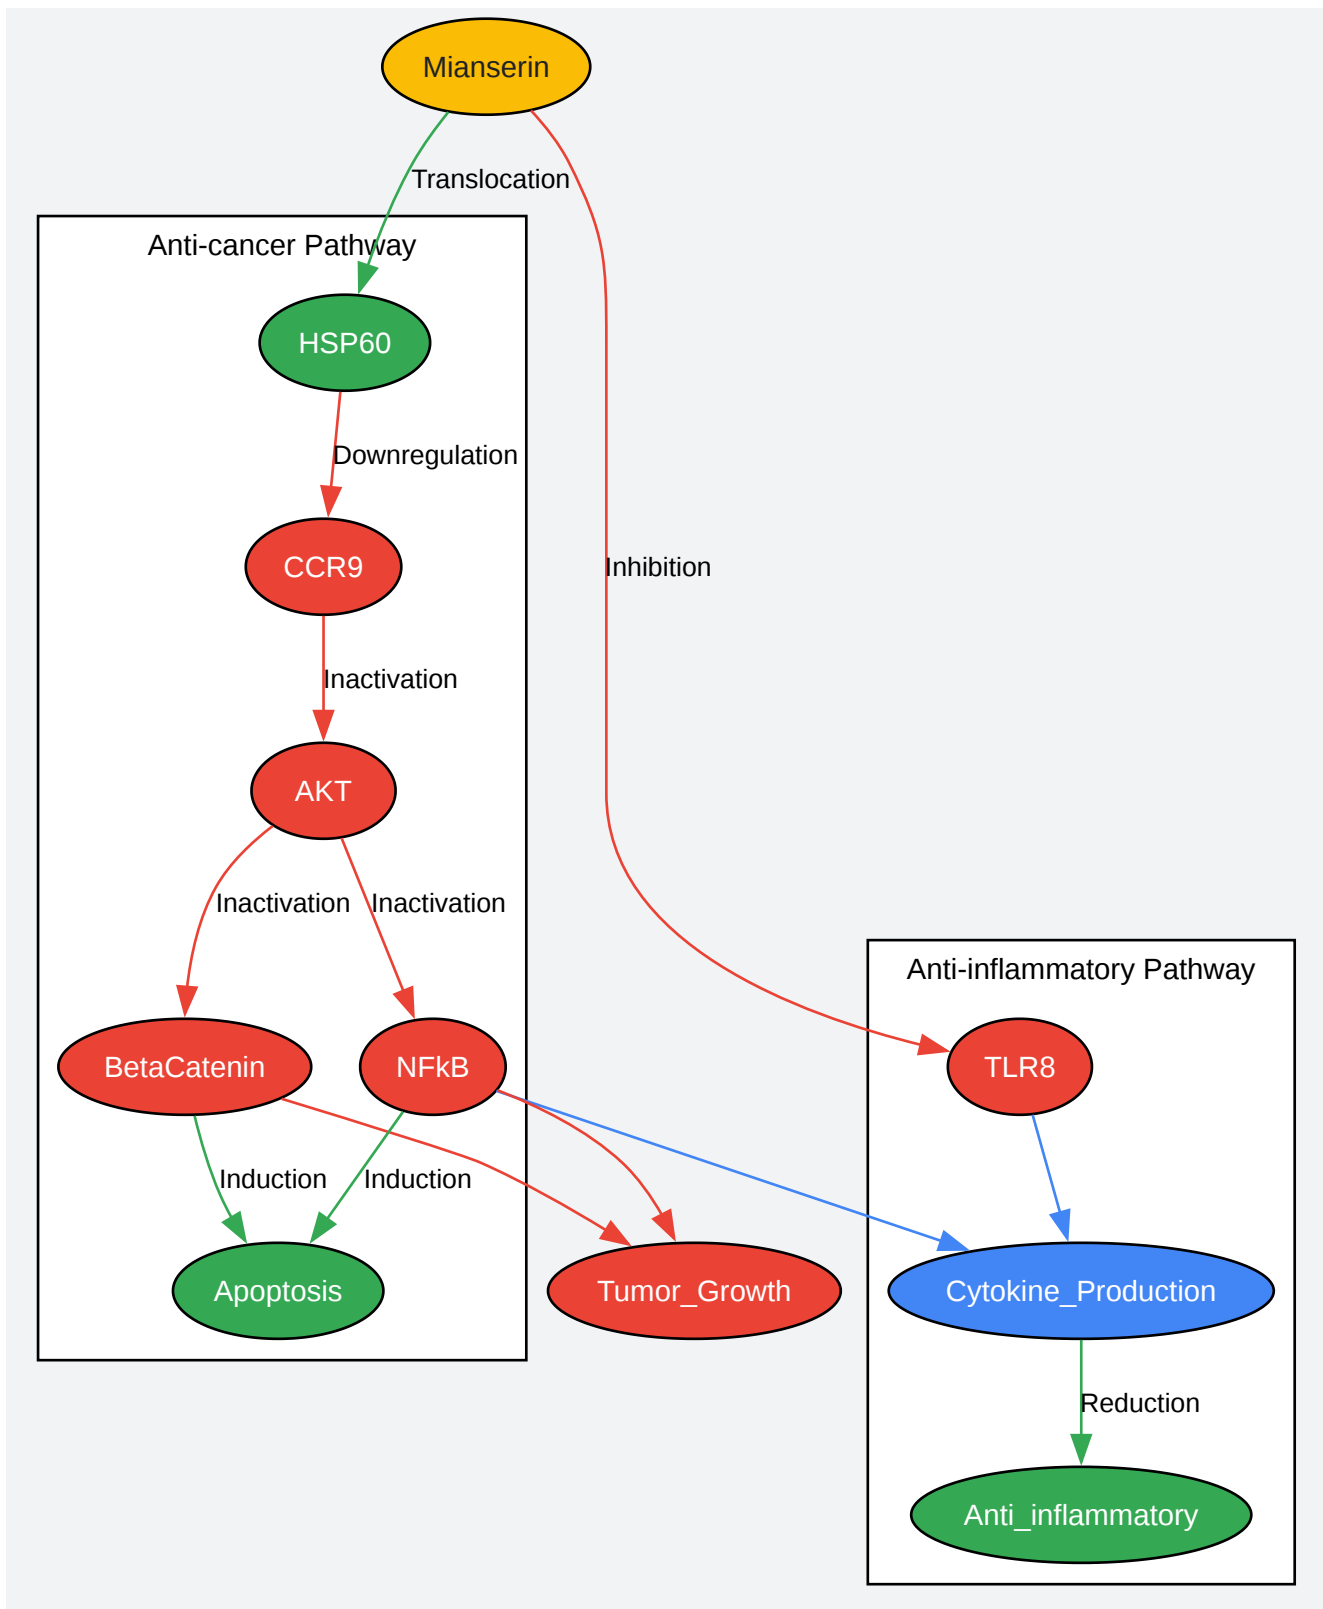 Mianserin
Translocation
Anti-cancer Pathway
HSP60
Downregulation
CCR9
Inhibition
Inactivation
AKT
Inactivation
Inactivation
Anti-inflammatory Pathway
BetaCatenin
NFkB
TLR8
Induction
Induction
Apoptosis
Tumor_Growth
Cytokine_Production
Reduction
Anti_inflammatory